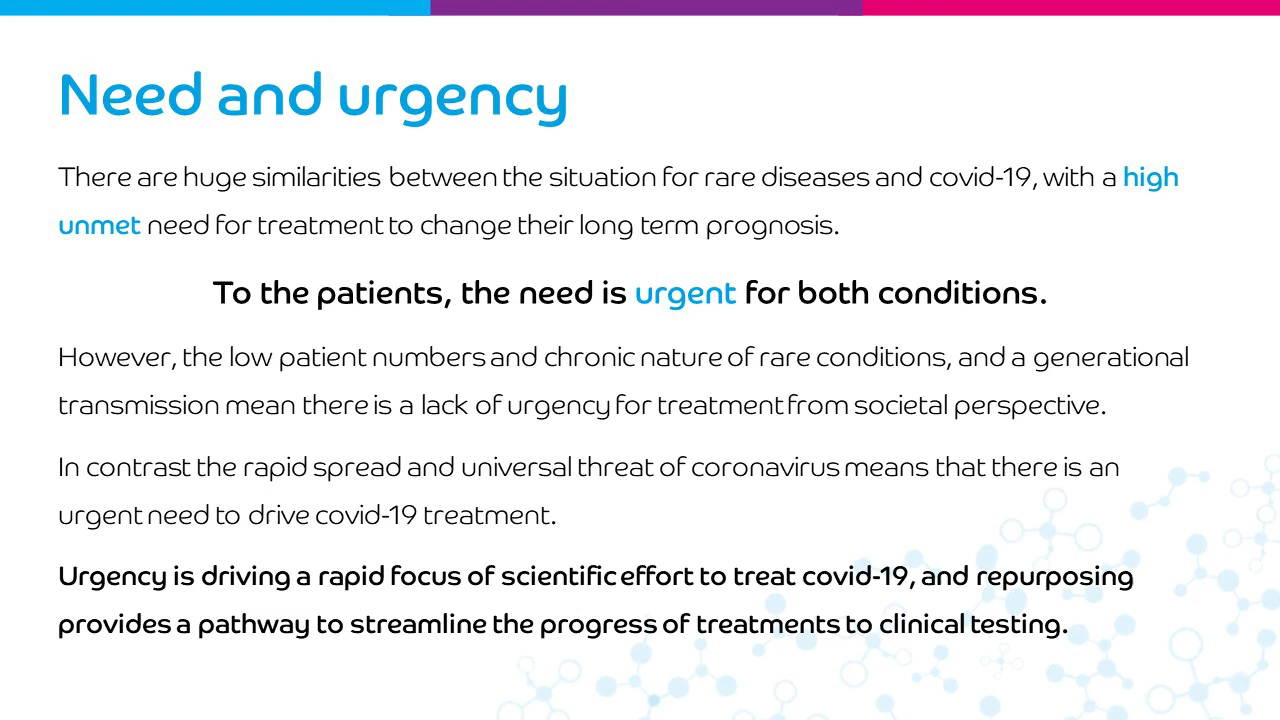 Need and urgency
There are huge similarities between the situation for rare diseases and covid-19, with a high
unmet need for treatment to change their long term prognosis.
To the patients, the need is urgent for both conditions.
However, the low patient numbers and chronic nature of rare conditions, and a generational
transmission mean there is a lack of urgency for treatment from societal perspective.
In contrast the rapid spread and universal threat of coronavirus means that there is an
urgent need to drive covid-19 treatment.
Urgency is driving a rapid focus of scientific effort to treat covid-19, and repurposing
provides a pathway to streamline the progress of treatments to clinical testing.